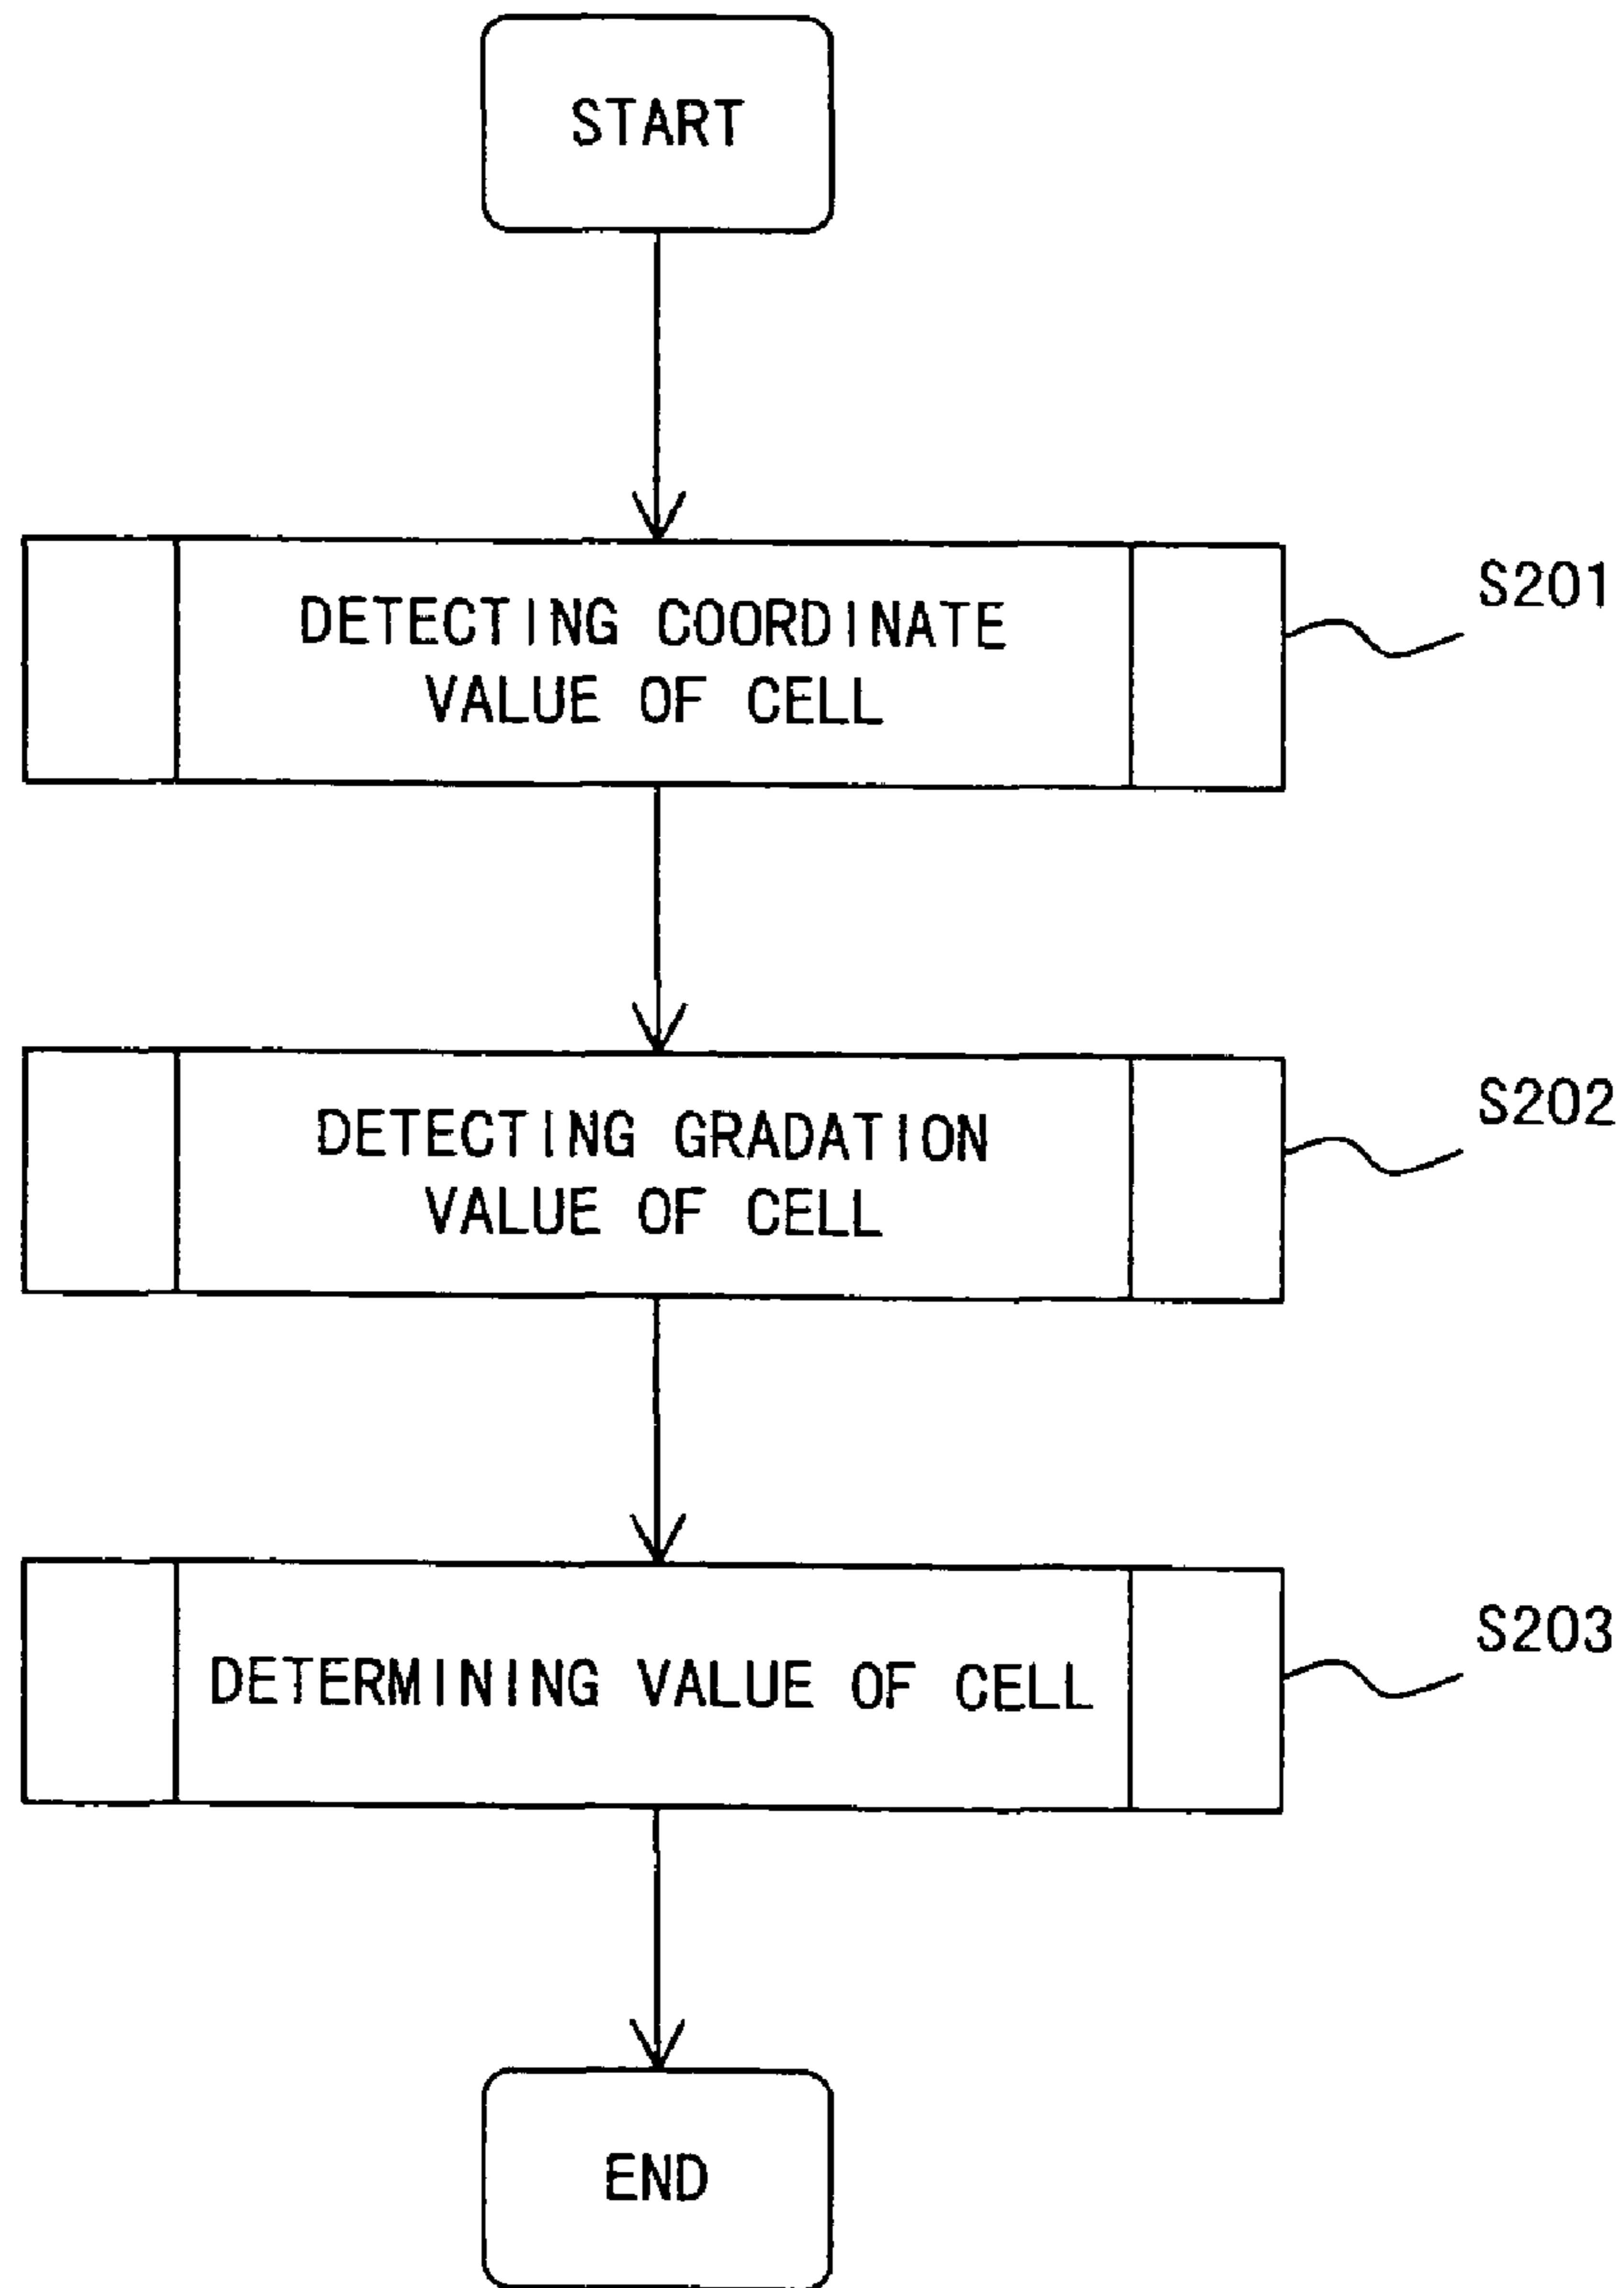 START
DETECTING COORDINATE
VALUE OF CELL
S201
DETECTING GRADATION
VALUE OF CELL
S202
DETERMINING VALUE OF CELL
S203
END